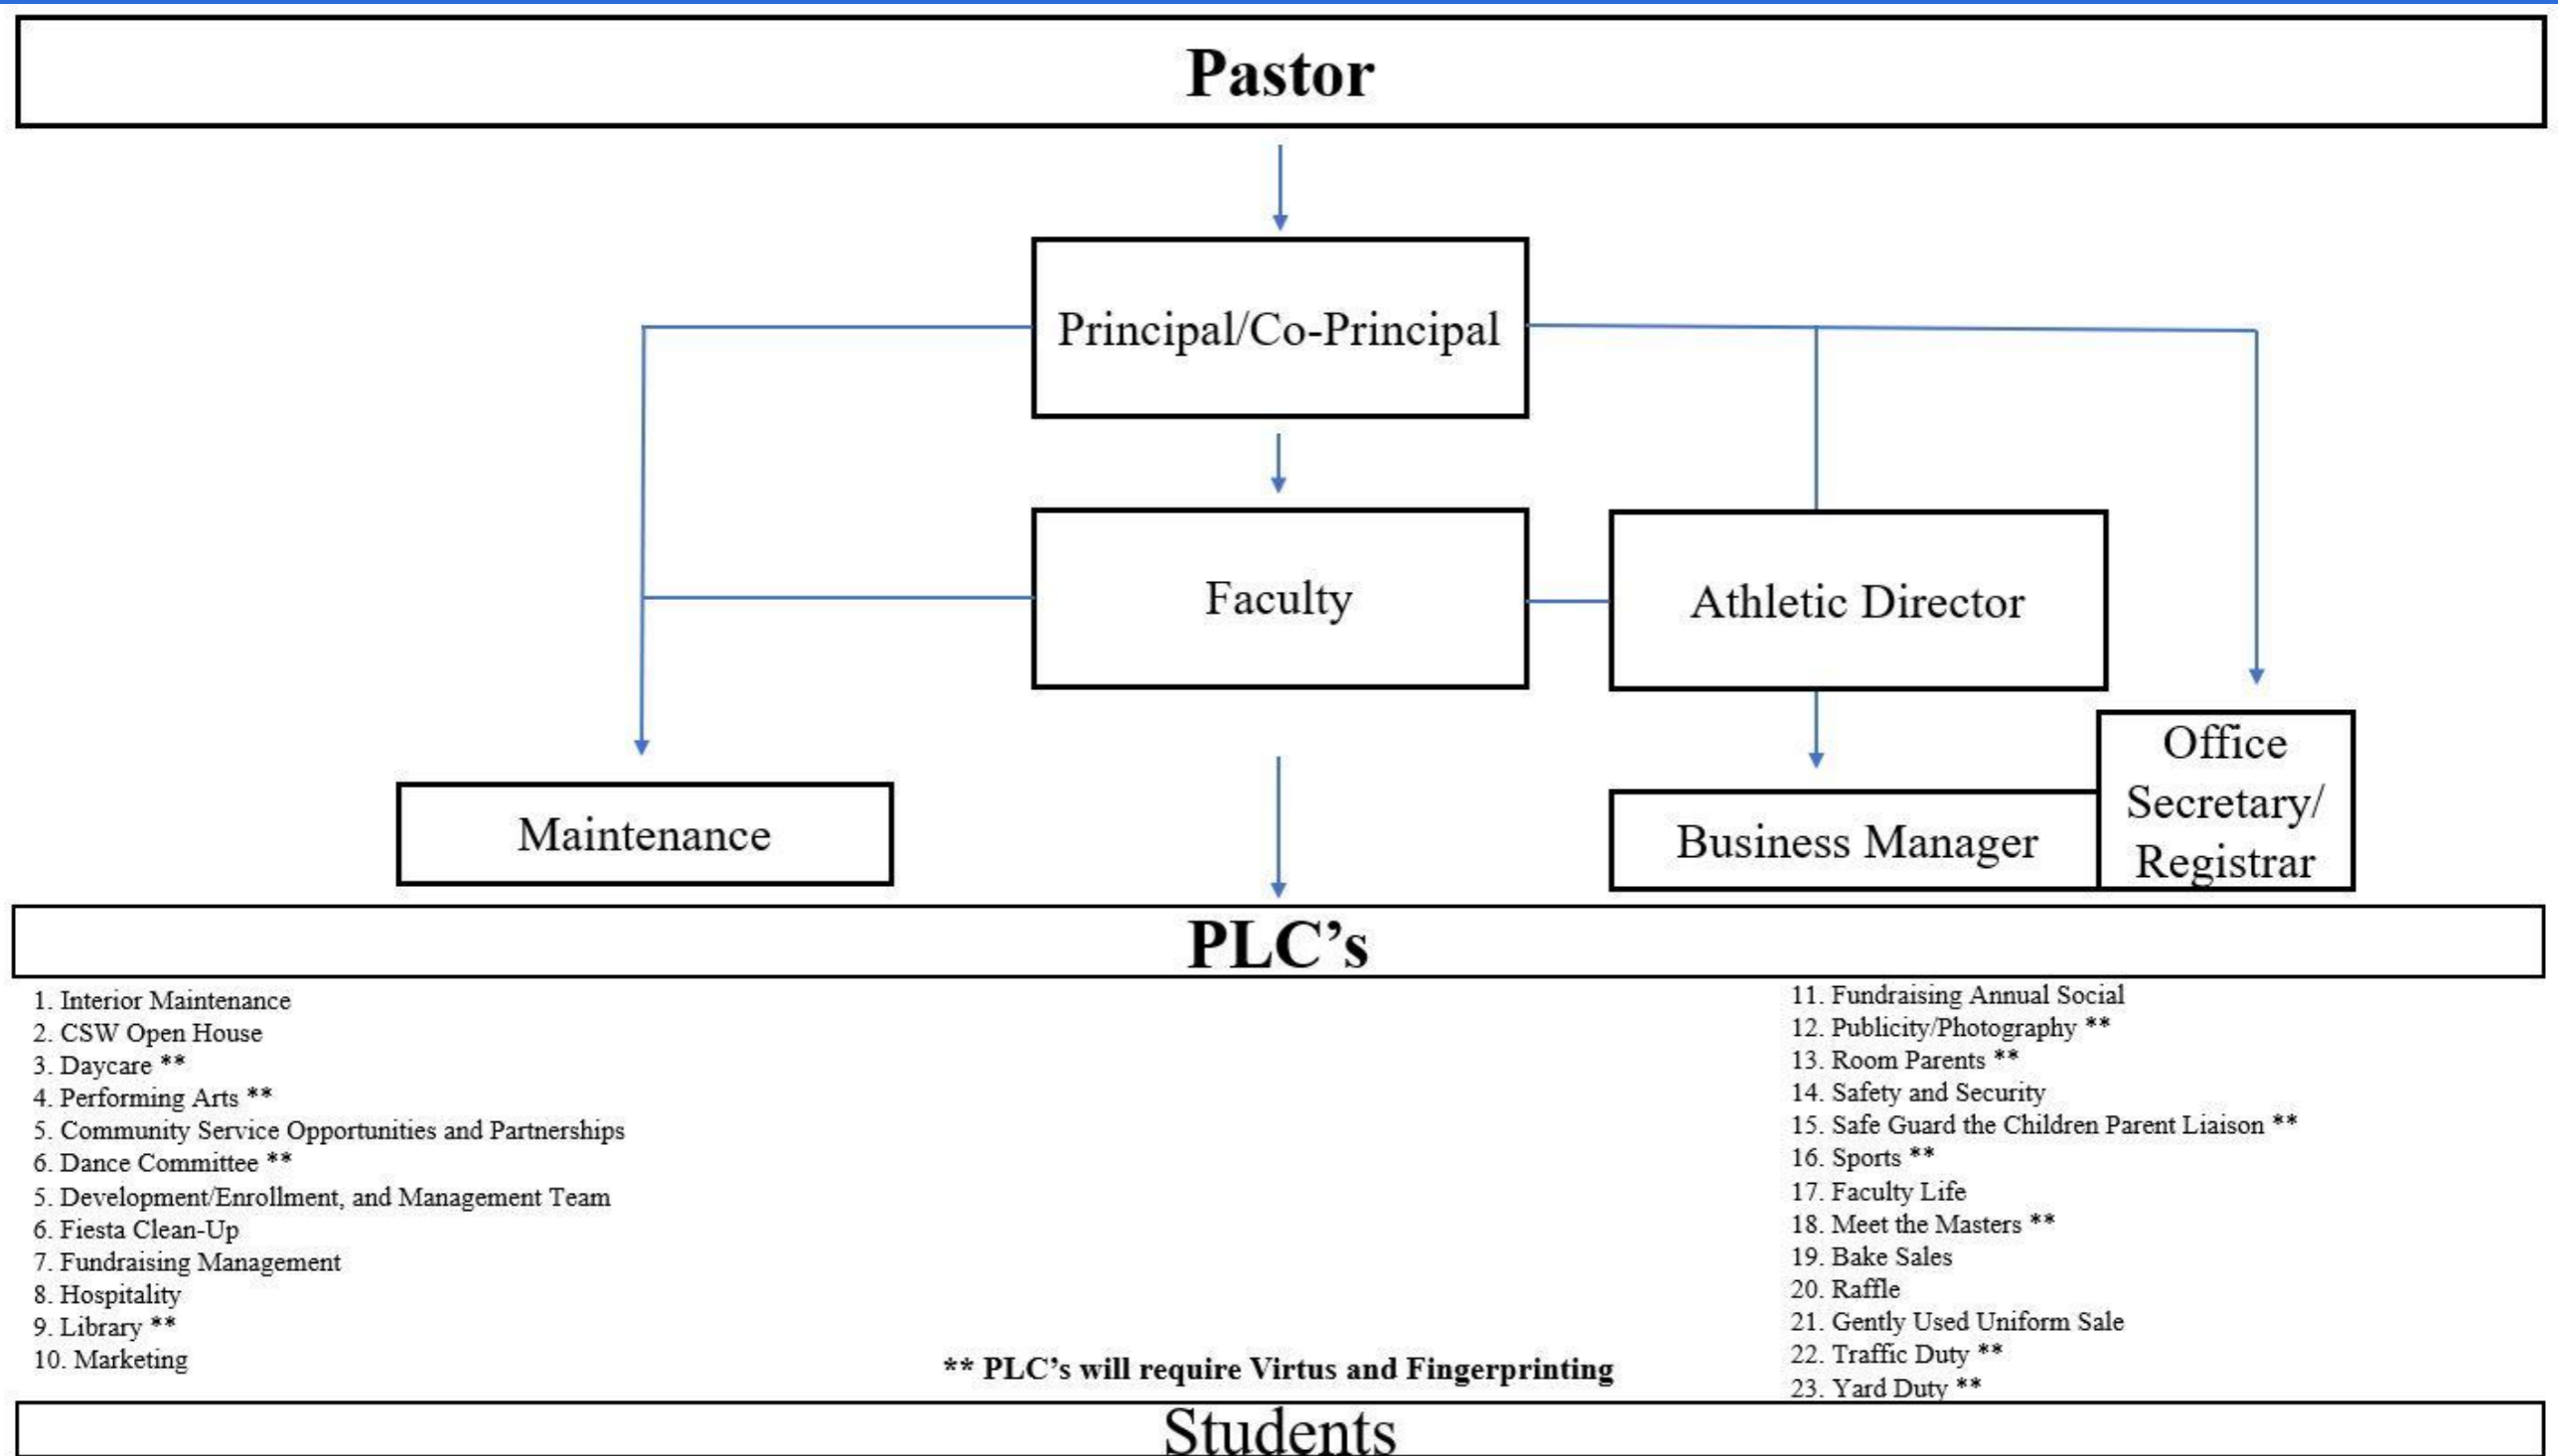 Pastor
Principal/Co-Principal
Faculty
Athletic Director
Maintenance
Business Manager
Office
Secretary/
Registrar
PLC’s
1. Interior Maintenance
2. CSW Open House
3. Daycare **
4. Performing Arts **
5. Community Service Opportunities and Partnerships
6. Dance Committee **
5. Development/Enrollment, and Management Team
6. Fiesta Clean-Up
7. Fundraising Management
8. Hospitality
9. Library **
10. Marketing
** PLC’s will require Virtus and Fingerprinting
11. Fundraising Annual Social
12. Publicity/Photography **
13. Room Parents **
14. Safety and Security
15. Safe Guard the Children Parent Liaison **
16. Sports **
17. Faculty Life
18. Meet the Masters **
19. Bake Sales
20. Raffle
21. Gently Used Uniform Sale
22. Traffic Duty **
23. Yard Duty **
Students